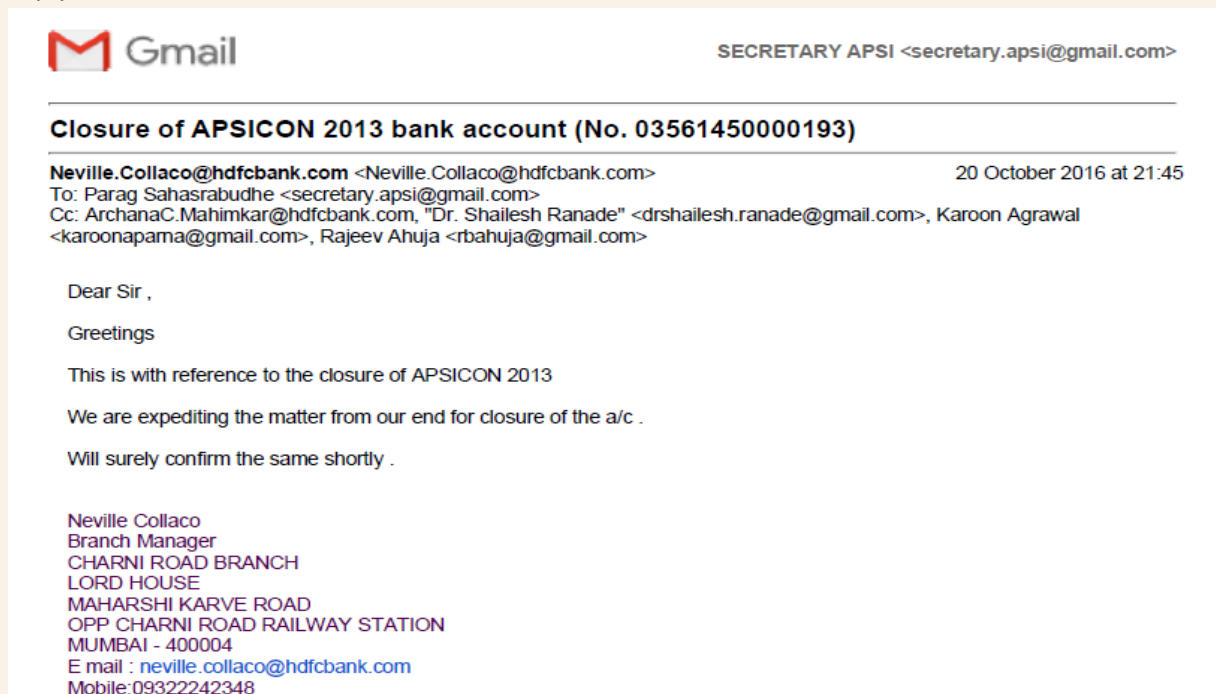 Gmail
SECRETARY APSI <secretary.apsi@gmail.com>
Closure of APSICON 2013 bank account (No. 03561450000193)
Neville.Collaco@hdfcbank.com <Neville.Collaco@hdfcbank.com>
20 October 2016 at 21:45
To: Parag Sahasrabudhe <secretary.apsi@gmail.com>
Cc: ArchanaC.Mahimkar@hdfcbank.com, "Dr. Shailesh Ranade" <drshailesh.ranade@gmail.com>, Karoon Agrawal
<karoonaparna@gmail.com>, Rajeev Ahuja <rbahuja@gmail.com>
Dear Sir ,
Greetings
This is with reference to the closure of APSICON 2013
We are expediting the matter from our end for closure of the a/c .
Will surely confirm the same shortly .
Neville Collaco
Branch Manager
CHARNI ROAD BRANCH
LORD HOUSE
MAHARSHI KARVE ROAD
OPP CHARNI ROAD RAILWAY STATION
MUMBAI - 400004
E mail : neville.collaco@hdfcbank.com
Mobile:09322242348